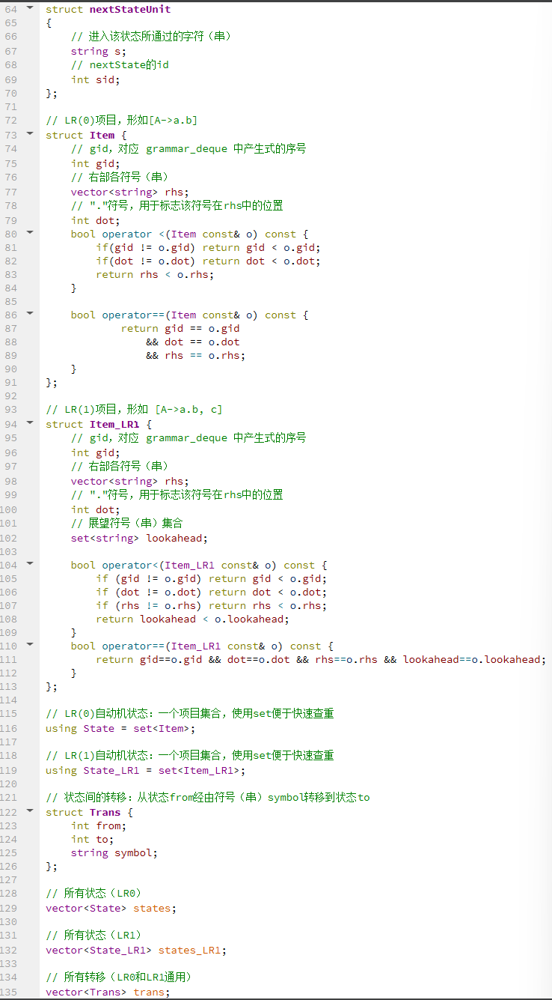 64 struct nextStateUnit
65 {
66     // 进入该状态所通过的字符（串）
67     string s;
68     // nextState的id
69     int sid;
70 };
71
72 // LR(0)项目，形如[A->a.b]
73 struct Item {
74     // gid，对应 grammar_deque 中产生式的序号
75     int gid;
76     // 右部各符号（串）
77     vector<string> rhs;
78     // "."符号，用于标志该符号在rhs中的位置
79     int dot;
80     bool operator <(Item const& o) const {
81         if(gid != o.gid) return gid < o.gid;
82         if(dot != o.dot) return dot < o.dot;
83         return rhs < o.rhs;
84     }
85
86     bool operator==(Item const& o) const {
87             return gid == o.gid
88                 && dot == o.dot
89                 && rhs == o.rhs;
90     }
91 };
92
93 // LR(1)项目，形如 [A->a.b, c]
94 struct Item_LR1 {
95     // gid，对应 grammar_deque 中产生式的序号
96     int gid;
97     // 右部各符号（串）
98     vector<string> rhs;
99     // "."符号，用于标志该符号在rhs中的位置
100     int dot;
101     // 展望符号（串）集合
102     set<string> lookahead;
103
104     bool operator<(Item_LR1 const& o) const {
105         if (gid != o.gid) return gid < o.gid;
106         if (dot != o.dot) return dot < o.dot;
107         if (rhs != o.rhs) return rhs < o.rhs;
108         return lookahead < o.lookahead;
109     }
110     bool operator==(Item_LR1 const& o) const {
111         return gid==o.gid && dot==o.dot && rhs==o.rhs && lookahead==o.lookahead;
112     }
113 };
114
115 // LR(0)自动机状态：一个项目集合，使用set便于快速查重
116 using State = set<Item>;
117
118 // LR(1)自动机状态：一个项目集合，使用set便于快速查重
119 using State_LR1 = set<Item_LR1>;
120
121 // 状态间的转移：从状态from经由符号（串）symbol转移到状态to
122 struct Trans {
123     int from;
124     int to;
125     string symbol;
126 };
127
128 // 所有状态（LR0）
129 vector<State> states;
130
131 // 所有状态（LR1）
132 vector<State_LR1> states_LR1;
133
134 // 所有转移（LR0和LR1通用）
135 vector<Trans> trans;